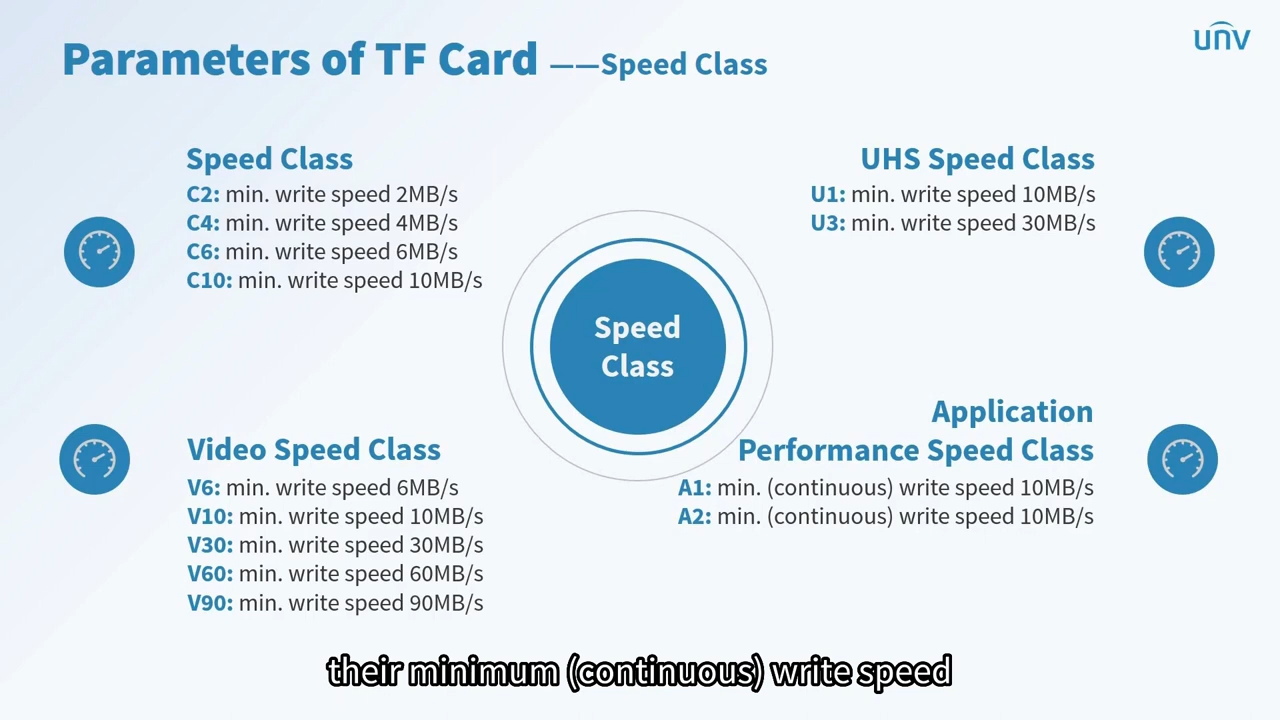 Parameters of TF Card ——Speed Class
unv
Speed Class
C2: min. write speed 2MB/s
C4: min. write speed 4MB/s
C6: min. write speed 6MB/s
C10: min. write speed 10MB/s
UHS Speed Class
U1: min. write speed 10MB/s
U3: min. write speed 30MB/s
Speed
Class
Video Speed Class
V6: min. write speed 6MB/s
V10: min. write speed 10MB/s
V30: min. write speed 30MB/s
V60: min. write speed 60MB/s
V90: min. write speed 90MB/s
Application
Performance Speed Class
A1: min. (continuous) write speed 10MB/s
A2: min. (continuous) write speed 10MB/s
their minimum (continuous) write speed